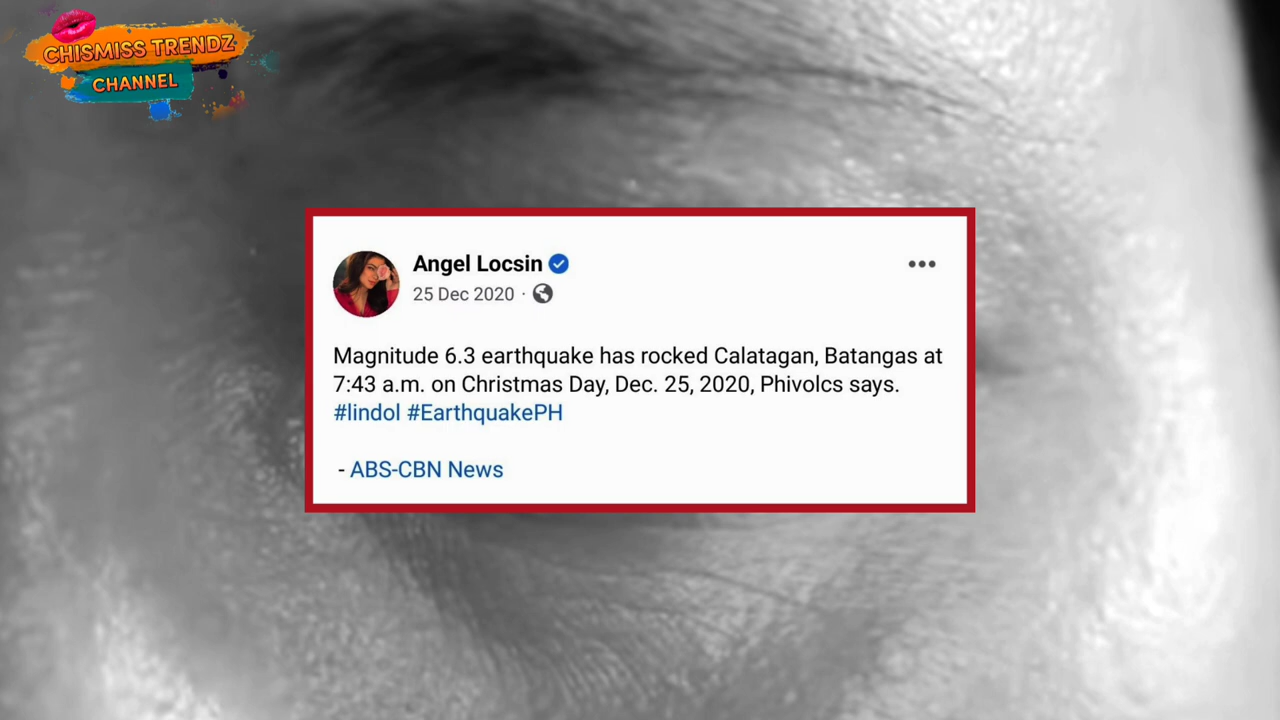 CHISMISS TRENDZ
CHANNEL
Angel Locsin
25 Dec 2020 ·
Magnitude 6.3 earthquake has rocked Calatagan, Batangas at
7:43 a.m. on Christmas Day, Dec. 25, 2020, Phivolcs says.
#lindol #EarthquakePH
- ABS-CBN News